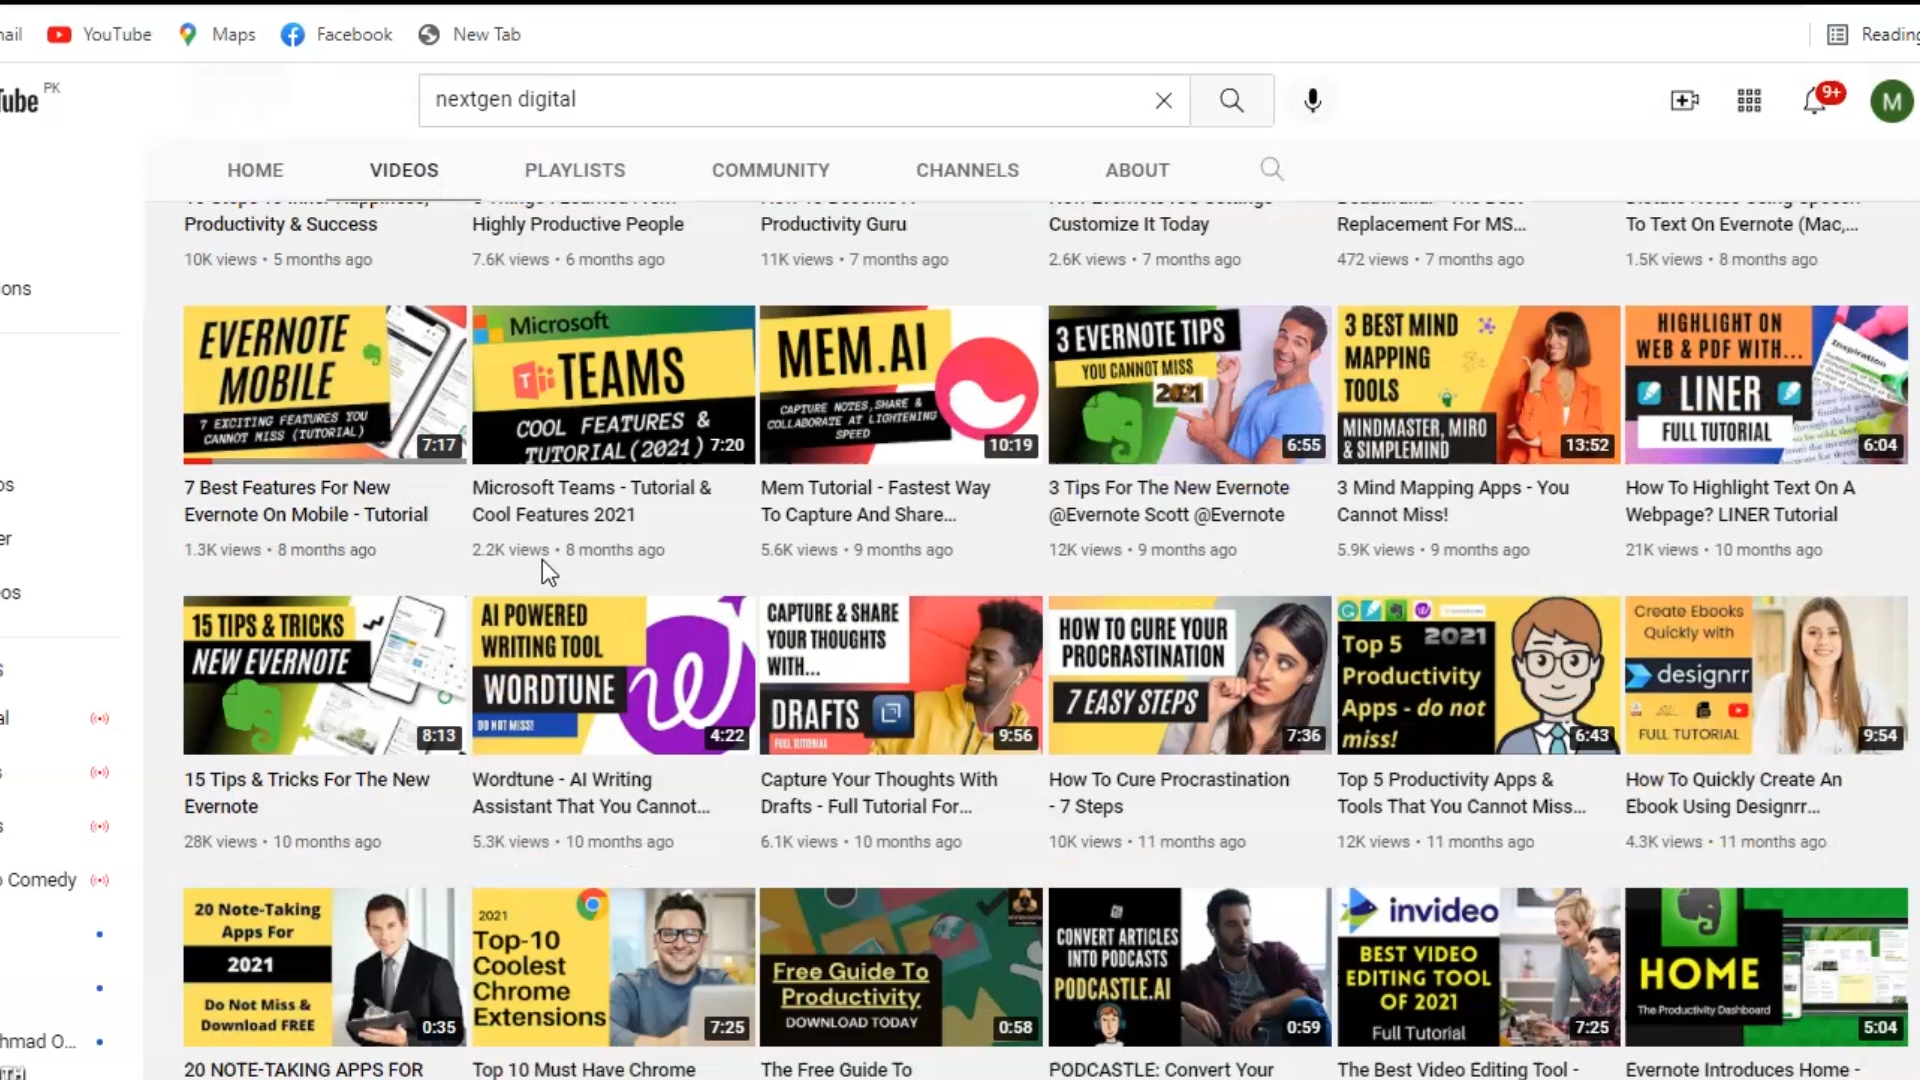 YouTube
Maps
Facebook
New Tab
Reading
PK
nextgen digital
9+
M
HOME
VIDEOS
PLAYLISTS
COMMUNITY
CHANNELS
ABOUT
Productivity & Success
Highly Productive People
Productivity Guru
Customize It Today
Replacement For MS...
To Text On Evernote (Mac,...
10K views • 5 months ago
7.6K views • 6 months ago
11K views • 7 months ago
2.6K views • 7 months ago
472 views • 7 months ago
1.5K views • 8 months ago
EVERNOTE
MOBILE
7 EXCITING FEATURES YOU
CANNOT MISS (TUTORIAL)
7:17
Microsoft
TEAMS
COOL FEATURES &
TUTORIAL (2021)
7:20
MEM.AI
CAPTURE NOTES, SHARE &
COLLABORATE AT LIGHTENING
SPEED
10:19
3 EVERNOTE TIPS
YOU CANNOT MISS
2021
6:55
3 BEST MIND
MAPPING
TOOLS
MINDMASTER, MIRO
& SIMPLEMIND
13:52
HIGHLIGHT ON
WEB & PDF WITH...
LINER
FULL TUTORIAL
Inspiration
6:04
7 Best Features For New
Evernote On Mobile - Tutorial
1.3K views • 8 months ago
Microsoft Teams - Tutorial &
Cool Features 2021
2.2K views • 8 months ago
Mem Tutorial - Fastest Way
To Capture And Share...
5.6K views • 9 months ago
3 Tips For The New Evernote
@Evernote Scott @Evernote
12K views • 9 months ago
3 Mind Mapping Apps - You
Cannot Miss!
5.9K views • 9 months ago
How To Highlight Text On A
Webpage? LINER Tutorial
21K views • 10 months ago
15 TIPS & TRICKS
NEW EVERNOTE
8:13
AI POWERED
WRITING TOOL
WORDTUNE
DO NOT MISS!
4:22
CAPTURE & SHARE
YOUR THOUGHTS
WITH...
DRAFTS
FULL TUTORIAL
9:56
HOW TO CURE YOUR
PROCRASTINATION
7 EASY STEPS
7:36
Top 5 2021
Productivity
Apps - do not
miss!
6:43
Create Ebooks
Quickly with
designrr
FULL TUTORIAL
9:54
15 Tips & Tricks For The New
Evernote
28K views • 10 months ago
Wordtune - AI Writing
Assistant That You Cannot...
5.3K views • 10 months ago
Capture Your Thoughts With
Drafts - Full Tutorial For...
6.1K views • 10 months ago
How To Cure Procrastination
- 7 Steps
10K views • 11 months ago
Top 5 Productivity Apps &
Tools That You Cannot Miss...
12K views • 11 months ago
How To Quickly Create An
Ebook Using Designrr...
4.3K views • 11 months ago
Comedy
20 Note-Taking
Apps For
2021
Do Not Miss &
Download FREE
0:35
2021
Top-10
Coolest
Chrome
Extensions
7:25
Free Guide To
Productivity
DOWNLOAD TODAY
0:58
CONVERT ARTICLES
INTO PODCASTS
PODCASTLE.AI
0:59
invideo
BEST VIDEO
EDITING TOOL
OF 2021
Full Tutorial
7:25
HOME
The Productivity Dashboard
5:04
20 NOTE-TAKING APPS FOR
Top 10 Must Have Chrome
The Free Guide To
PODCASTLE: Convert Your
The Best Video Editing Tool -
Evernote Introduces Home -